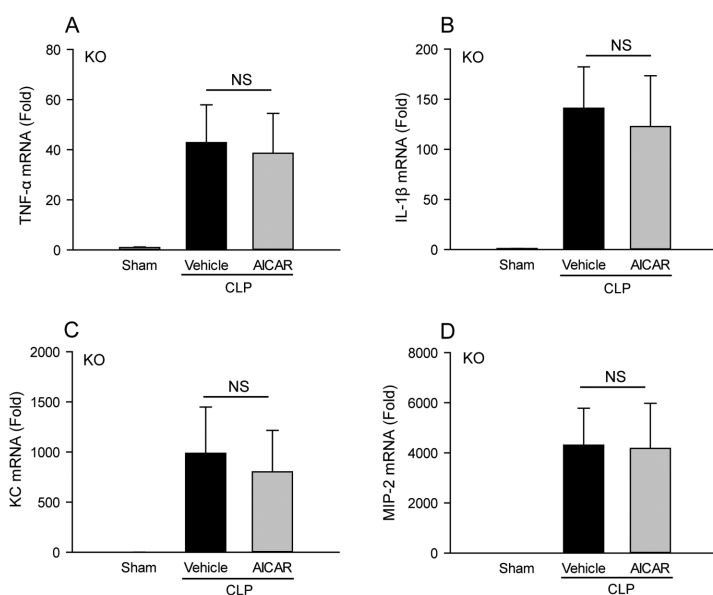 A
KO
TNF-α mRNA (Fold)
80
60
40
20
0
NS
Sham
Vehicle
AICAR
CLP
B
KO
IL-1β mRNA (Fold)
200
150
100
50
0
NS
Sham
Vehicle
AICAR
CLP
C
KO
KC mRNA (Fold)
2000
1500
1000
500
0
NS
Sham
Vehicle
AICAR
CLP
D
KO
MIP-2 mRNA (Fold)
8000
6000
4000
2000
0
NS
Sham
Vehicle
AICAR
CLP